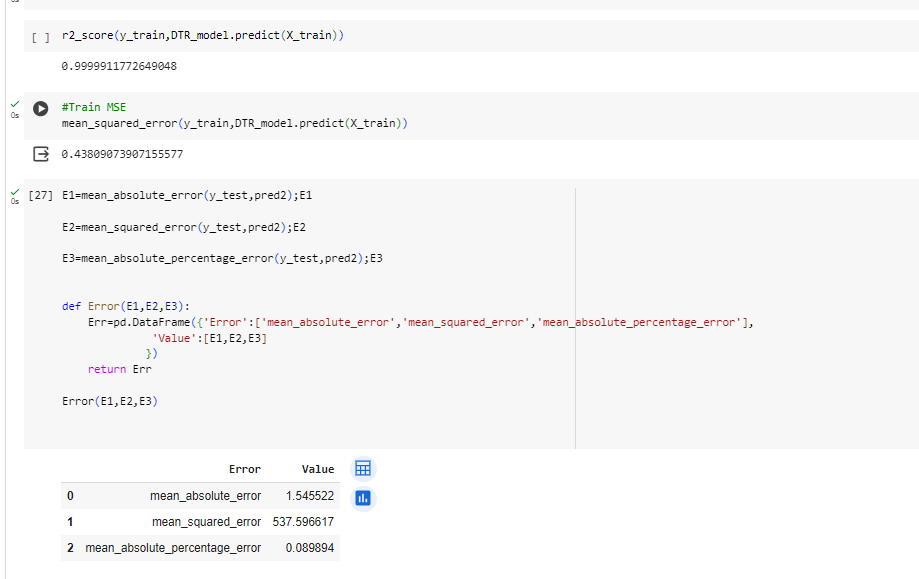 0s
[ ] r2_score(y_train,DTR_model.predict(X_train))
0.9999911772649048
0s
#Train MSE
mean_squared_error(y_train,DTR_model.predict(X_train))
0.43809073907155577
0s
[27] E1=mean_absolute_error(y_test,pred2);E1
E2=mean_squared_error(y_test,pred2);E2
E3=mean_absolute_percentage_error(y_test,pred2);E3
def Error(E1,E2,E3):
Err=pd.DataFrame({'Error':['mean_absolute_error','mean_squared_error','mean_absolute_percentage_error'],
'Value':[E1,E2,E3]
})
return Err
Error(E1,E2,E3)
Error Value
0 mean_absolute_error 1.545522
1 mean_squared_error 537.596617
2 mean_absolute_percentage_error 0.089894